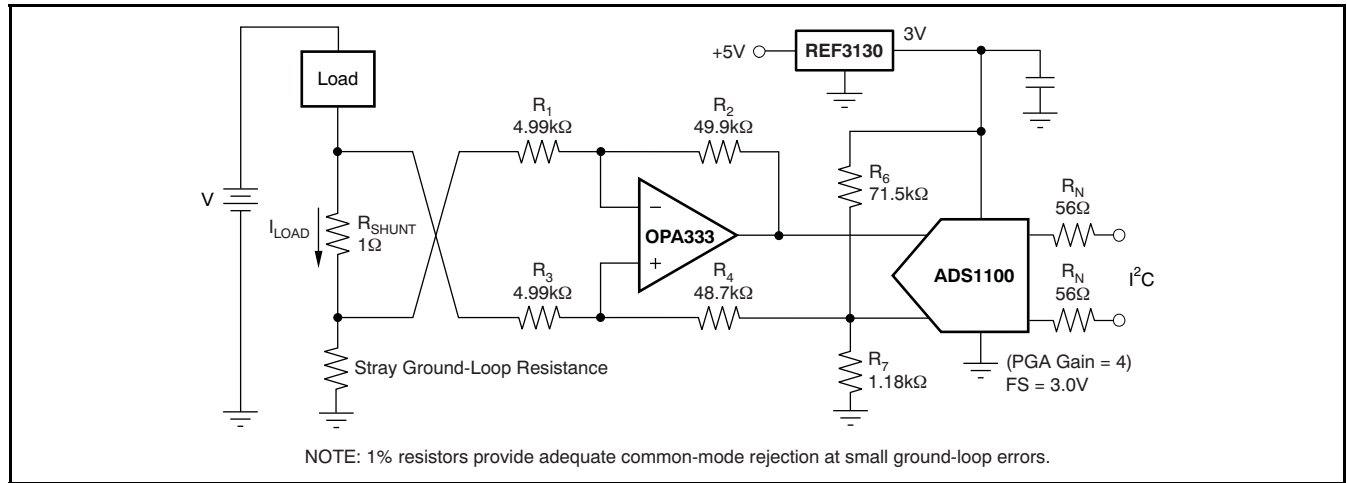 +5V
REF3130
3V
Load
R1
4.99kΩ
R2
49.9kΩ
R6
71.5kΩ
V
ILOAD
RSHUNT
1Ω
−
OPA333
+
RN
56Ω
ADS1100
RN
56Ω
I2C
R3
4.99kΩ
R4
48.7kΩ
Stray Ground-Loop Resistance
R7
1.18kΩ
(PGA Gain = 4)
FS = 3.0V
NOTE: 1% resistors provide adequate common-mode rejection at small ground-loop errors.